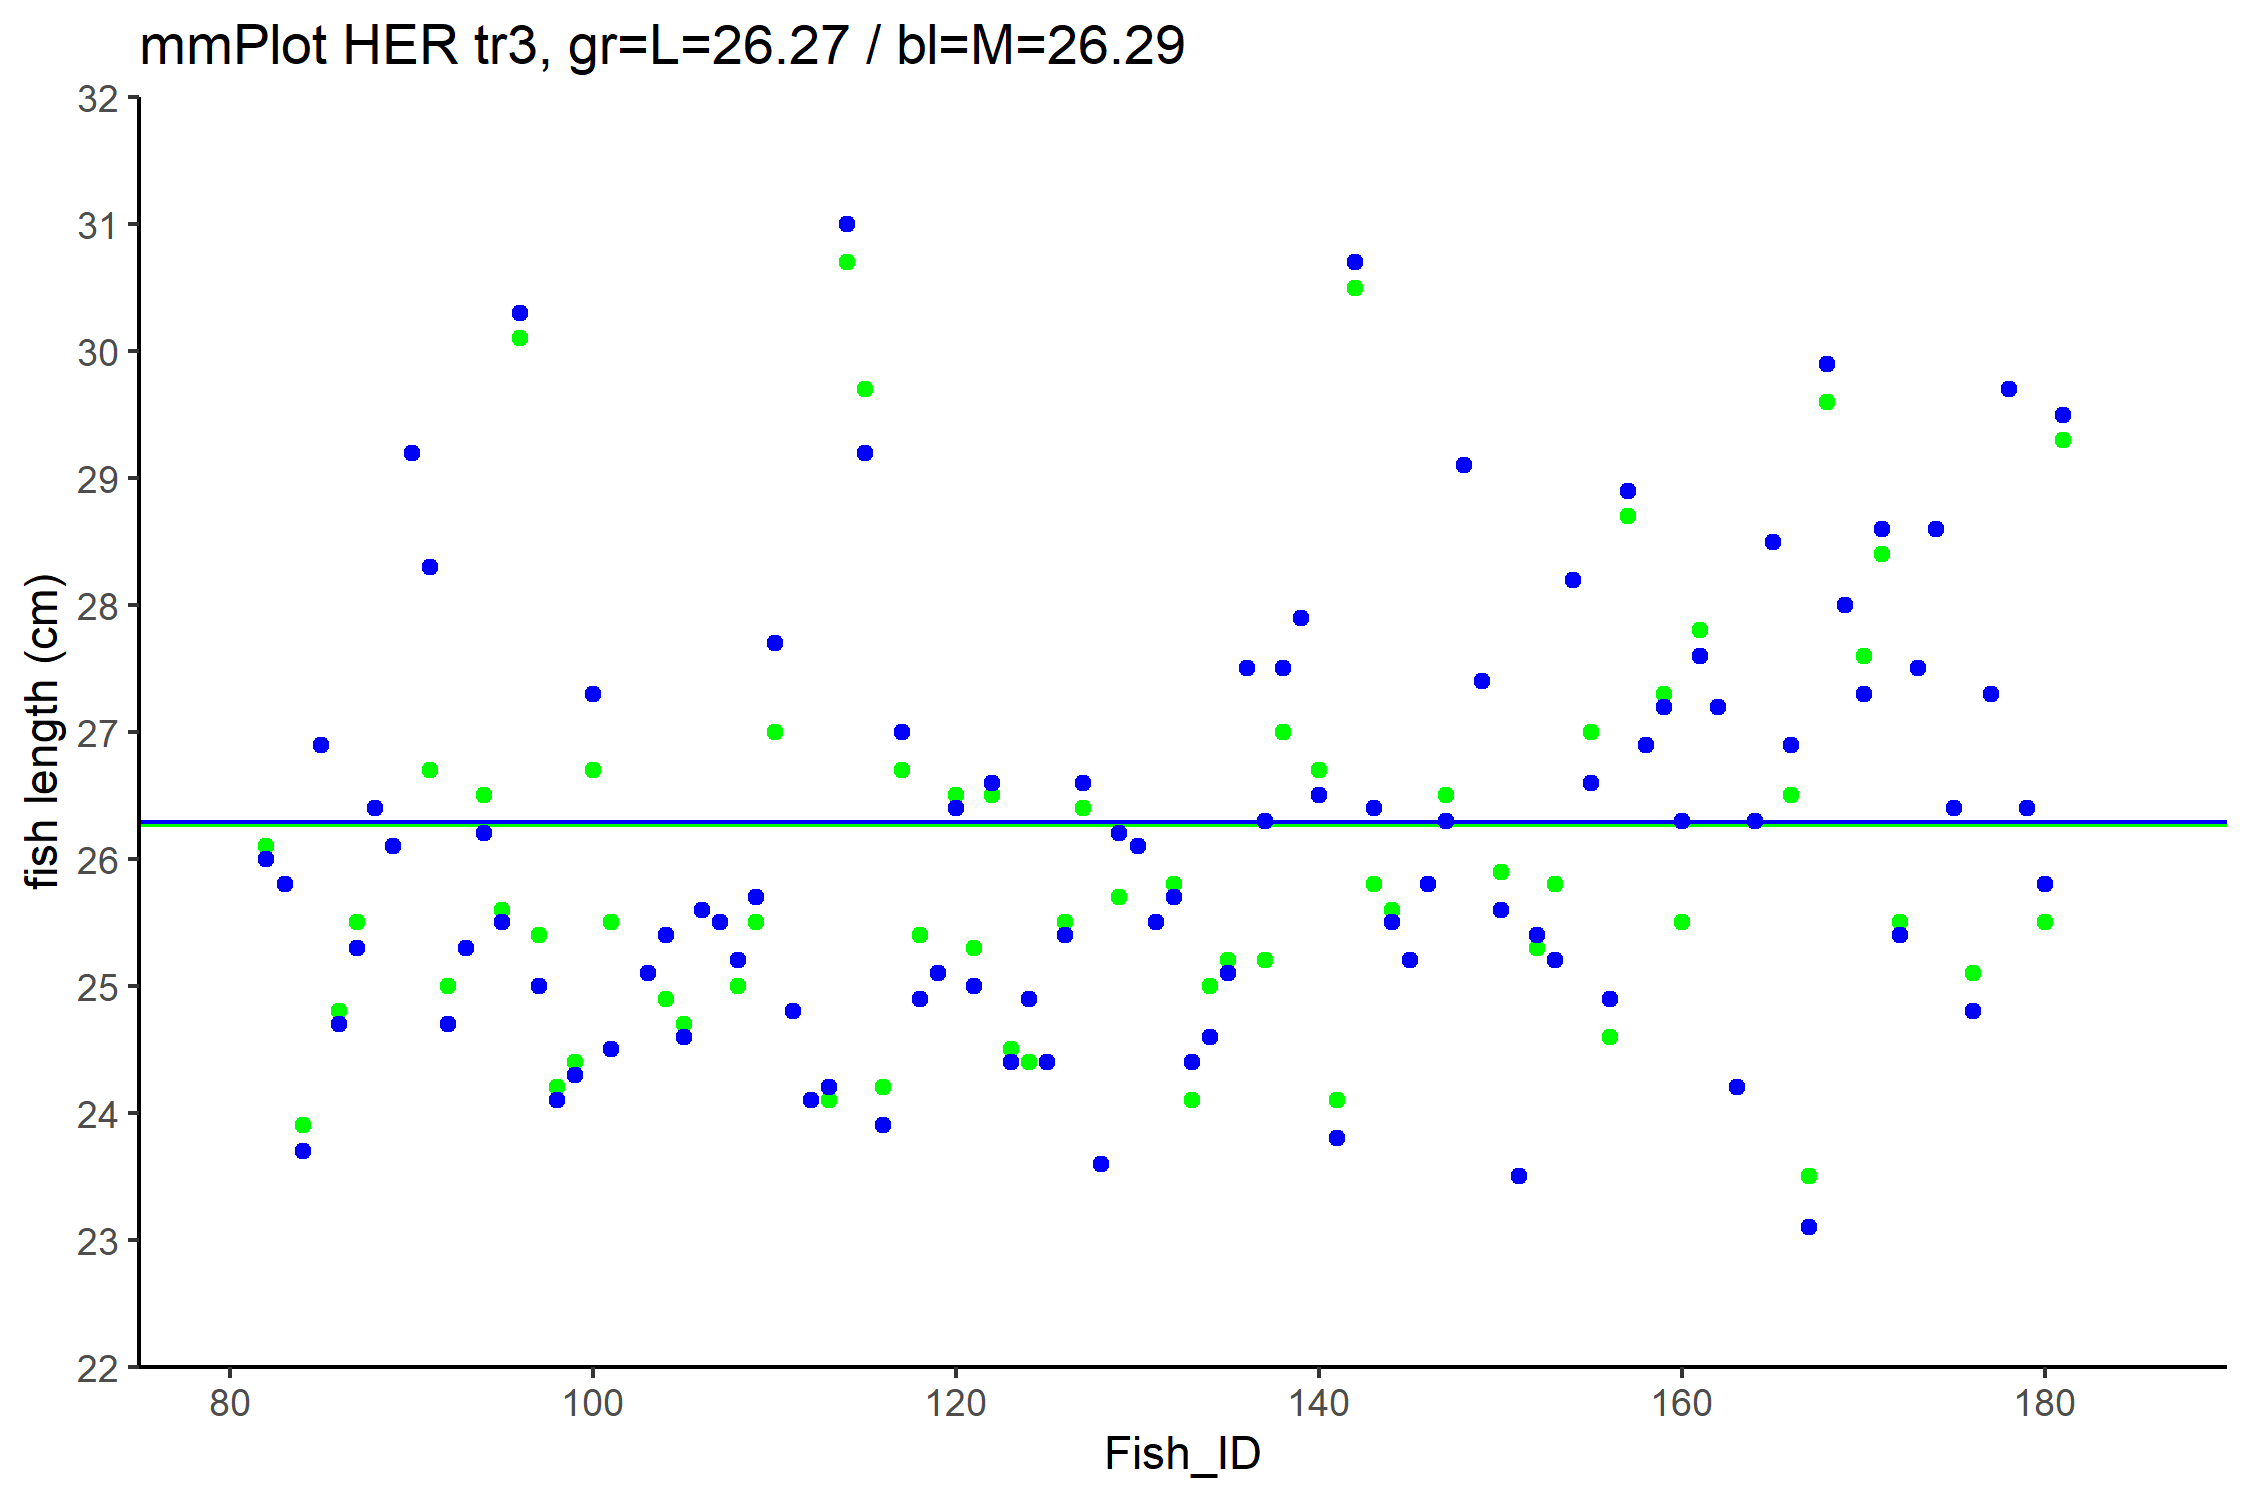 mmPlot HER tr3, gr=L=26.27 / bl=M=26.29
32
31
30
29
28
27
26
25
24
23
22
fish length (cm)
80 100 120 140 160 180
Fish_ID